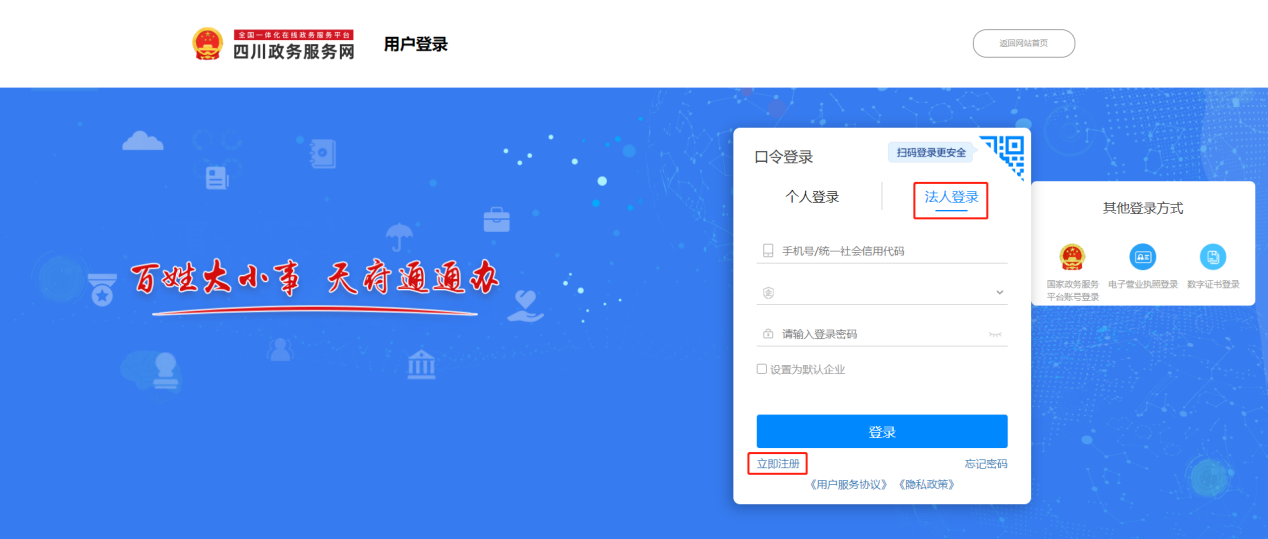 全国一体化在线政务服务平台
四川政务服务网
用户登录
返回网站首页
口令登录
扫码登录更安全
个人登录
法人登录
手机号/统一社会信用代码
请输入登录密码
设置为默认企业
登录
立即注册
忘记密码
《用户服务协议》 《隐私政策》
其他登录方式
国家政务服务
平台账号登录
电子营业执照登录
数字证书登录
百姓大小事 天府通通办